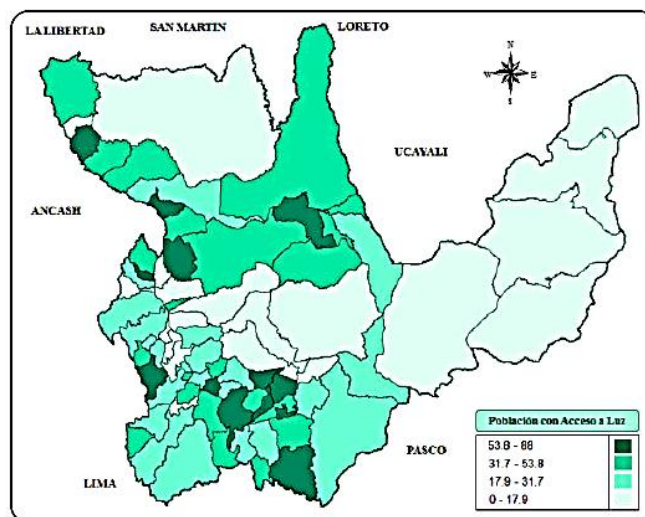 LA LIBERTAD
SAN MARTIN
LORETO
N
W E
S
UCAYALI
ANCASH
PASCO
LIMA
Población con Acceso a Luz
53.8 - 88
31.7 - 53.8
17.9 - 31.7
0 - 17.9